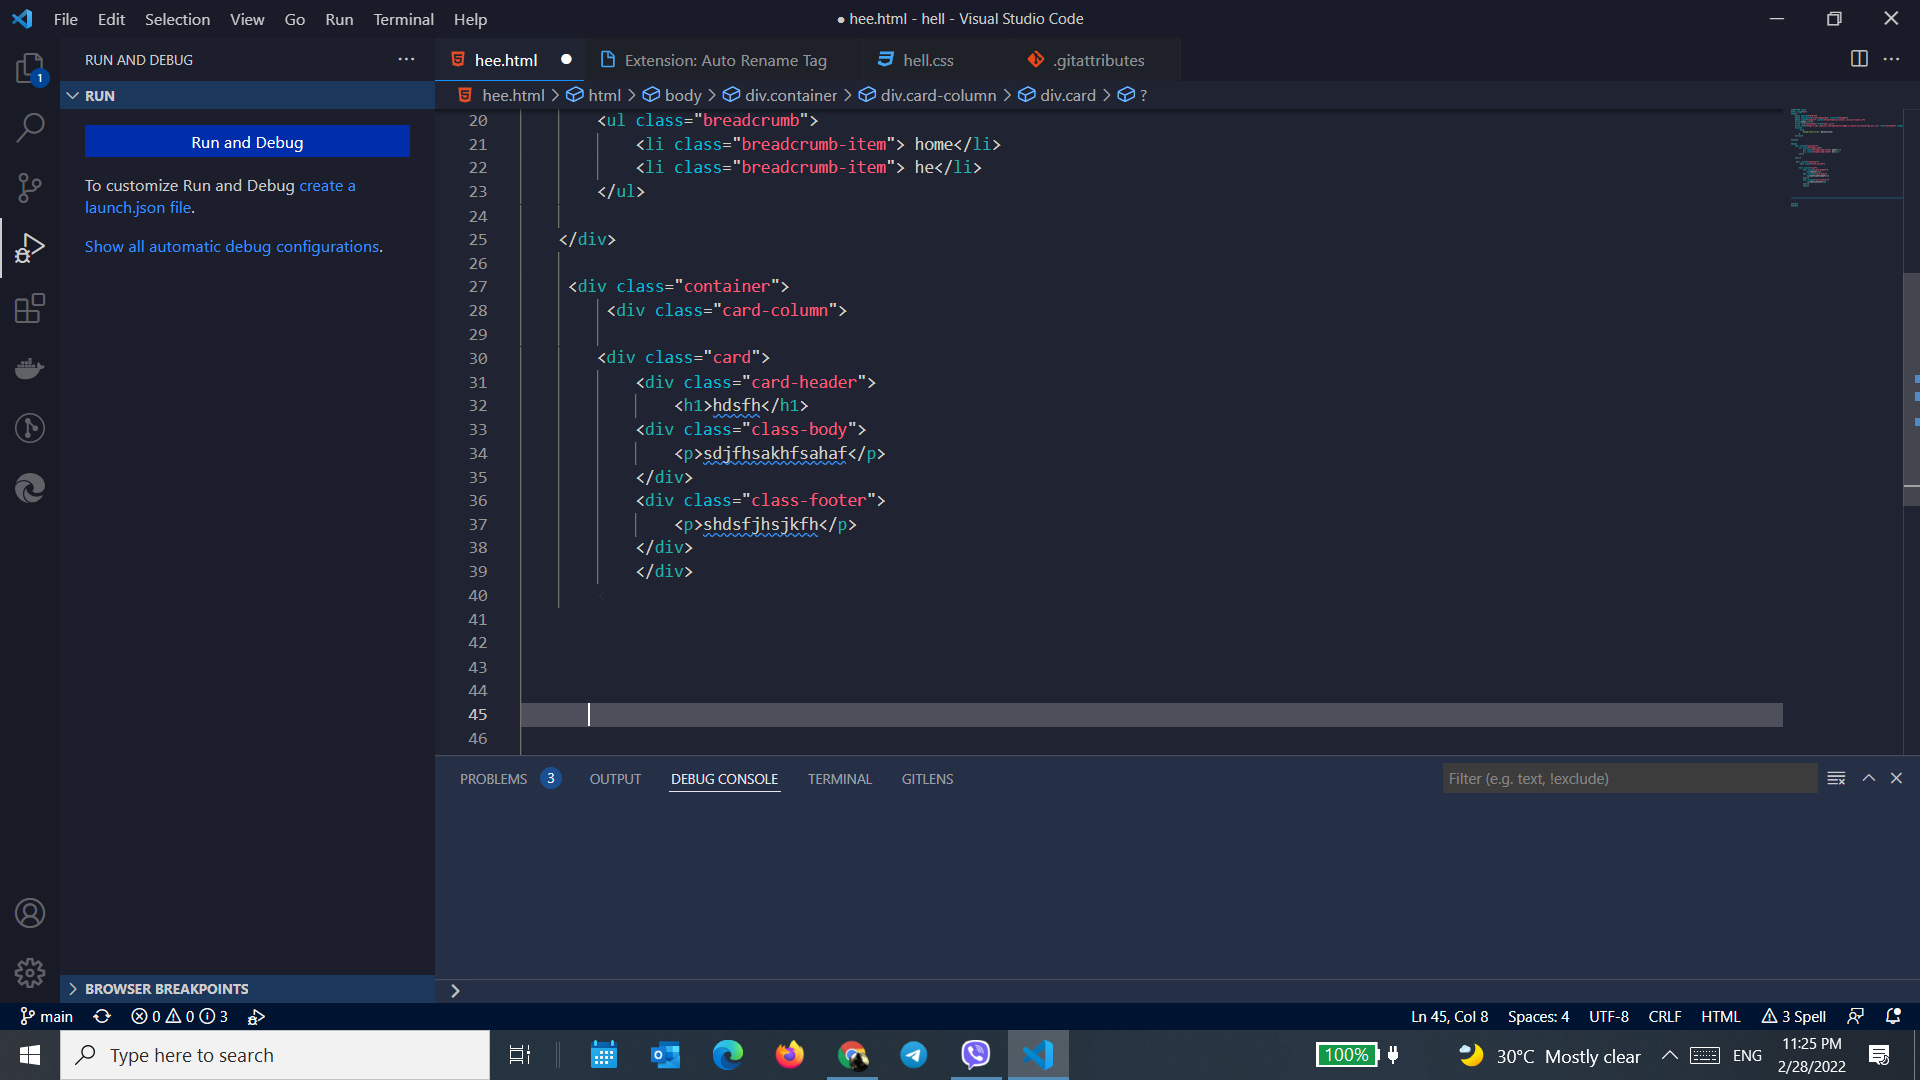 File Edit Selection View Go Run Terminal Help
● hee.html - hell - Visual Studio Code
RUN AND DEBUG
hee.html
Extension: Auto Rename Tag
hell.css
.gitattributes
1
RUN
hee.html > html > body > div.container > div.card-column > div.card > ?
Run and Debug
To customize Run and Debug create a
launch.json file.
Show all automatic debug configurations.
20 <ul class="breadcrumb">
21 <li class="breadcrumb-item"> home</li>
22 <li class="breadcrumb-item"> he</li>
23 </ul>
24
25 </div>
26
27 <div class="container">
28 <div class="card-column">
29
30 <div class="card">
31 <div class="card-header">
32 <h1>hdsfh</h1>
33 <div class="class-body">
34 <p>sdjfhsakhfsahaf</p>
35 </div>
36 <div class="class-footer">
37 <p>shdsfjhsjkfh</p>
38 </div>
39 </div>
40 <
41
42
43
44
45
46
PROBLEMS 3 OUTPUT DEBUG CONSOLE TERMINAL GITLENS
Filter (e.g. text, !exclude)
BROWSER BREAKPOINTS
main 0 0 3
Ln 45, Col 8 Spaces: 4 UTF-8 CRLF HTML 3 Spell
Type here to search
100%
30°C Mostly clear
ENG
11:25 PM
2/28/2022